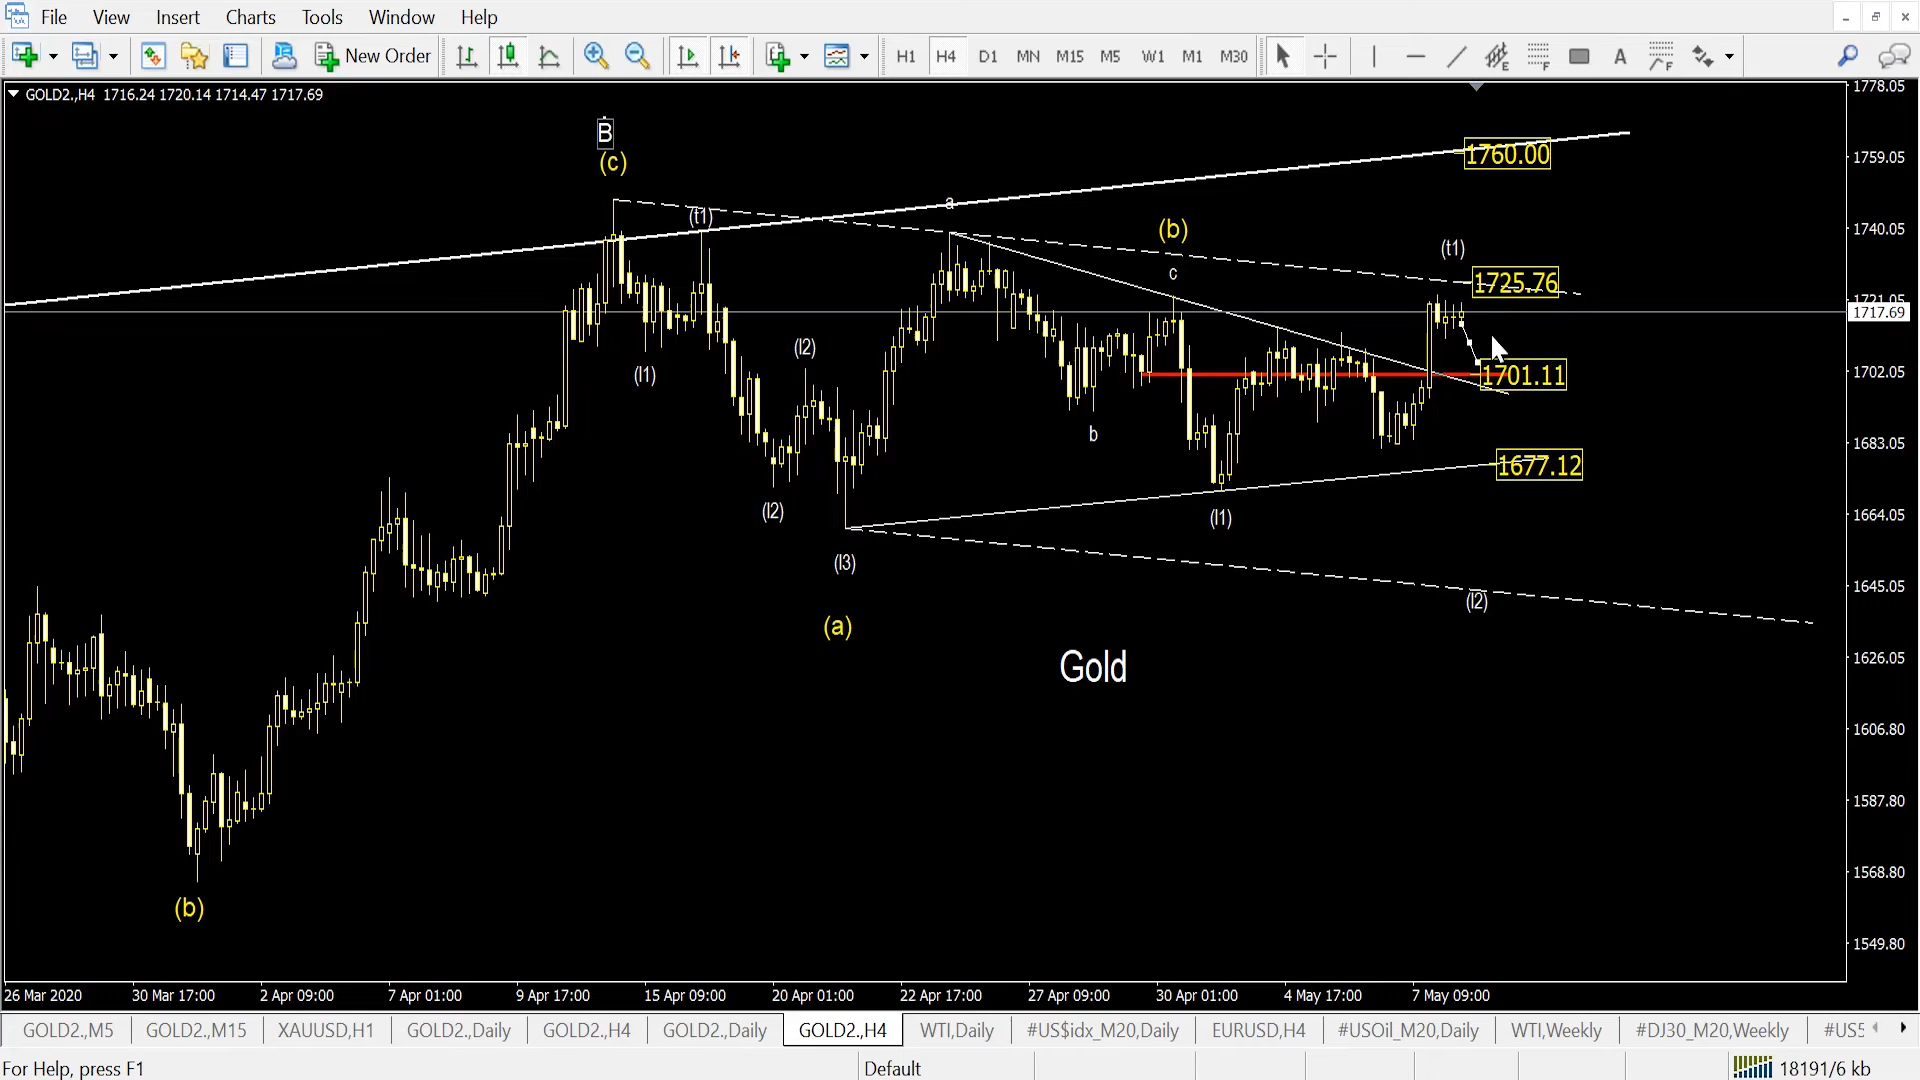 File View Insert Charts Tools Window Help
New Order H1 H4 D1 MN M15 M5 W1 M1 M30 E F A F
GOLD2.,H4 1716.24 1720.14 1714.47 1717.69
1778.05
B
(c)
1760.00
1759.05
a
(t1)
(b)
1740.05
(t1)
c
1725.76
1721.05
1717.69
(l2)
(l1)
1701.11
1702.05
b
1683.05
1677.12
(l2)
(l1)
1664.05
(l3)
1645.05
(l2)
(a)
Gold
1626.05
1606.80
1587.80
1568.80
(b)
1549.80
26 Mar 2020 30 Mar 17:00 2 Apr 09:00 7 Apr 01:00 9 Apr 17:00 15 Apr 09:00 20 Apr 01:00 22 Apr 17:00 27 Apr 09:00 30 Apr 01:00 4 May 17:00 7 May 09:00
GOLD2.,M5 GOLD2.,M15 XAUUSD,H1 GOLD2.,Daily GOLD2.,H4 GOLD2.,Daily GOLD2.,H4 WTI,Daily #US$idx_M20,Daily EURUSD,H4 #USOil_M20,Daily WTI,Weekly #DJ30_M20,Weekly #US5
For Help, press F1 Default 18191/6 kb